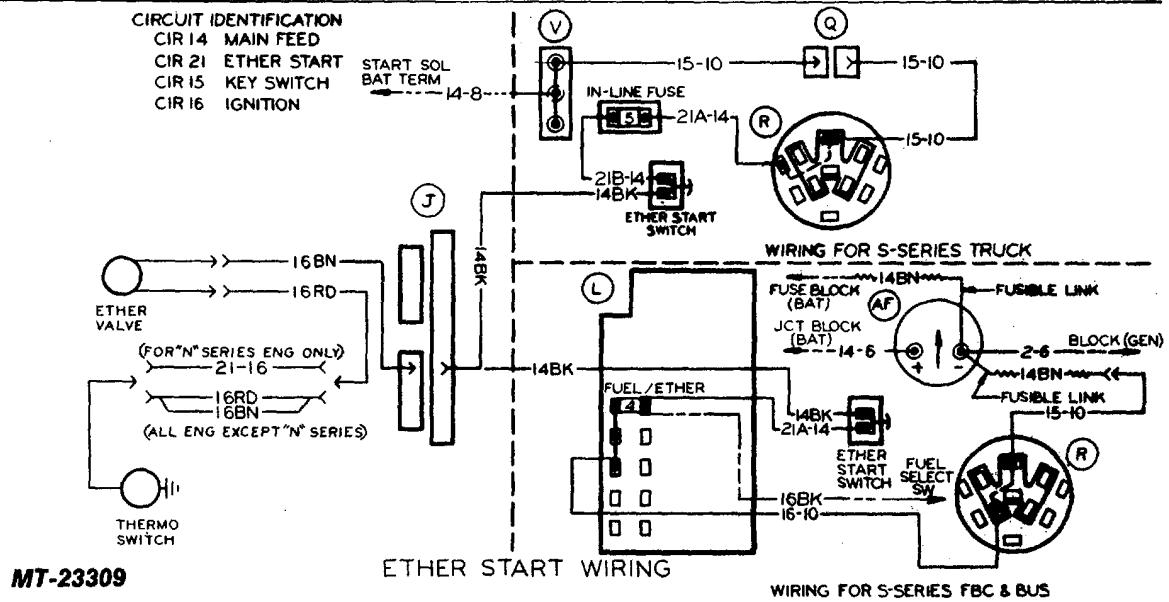 CIRCUIT IDENTIFICATION
CIR 14 MAIN FEED
CIR 21 ETHER START
CIR 15 KEY SWITCH
CIR 16 IGNITION
START SOL
BAT TERM
14-8
V
15-10
Q
15-10
IN-LINE FUSE
5
21A-14
R
15-10
21B-14
14BK
ETHER START
SWITCH
WIRING FOR S-SERIES TRUCK
J
14BK
16BN
16RD
ETHER
VALVE
(FOR "N" SERIES ENG ONLY)
21-16
16RD
16BN
(ALL ENG EXCEPT "N" SERIES)
THERMO
SWITCH
14BK
L
FUEL/ETHER
4
14BN
FUSE BLOCK
(BAT)
FUSIBLE LINK
AF
JCT BLOCK
(BAT)
14-6
+
-
2-6
BLOCK (GEN)
14BN
FUSIBLE LINK
15-10
14BK
21A-14
ETHER
START
SWITCH
FUEL
SELECT
SW
R
16BK
16-10
MT-23309
ETHER START WIRING
WIRING FOR S-SERIES FBC & BUS